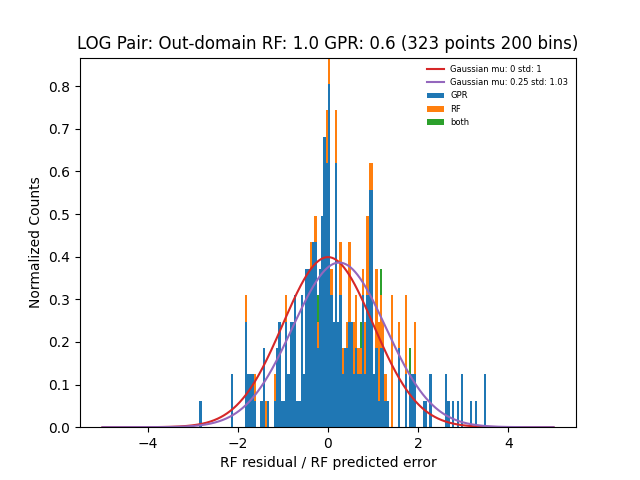 LOG Pair: Out-domain RF: 1.0 GPR: 0.6 (323 points 200 bins)
Gaussian mu: 0 std: 1
Gaussian mu: 0.25 std: 1.03
GPR
RF
both
Normalized Counts
0.8
0.7
0.6
0.5
0.4
0.3
0.2
0.1
0.0
−4 −2 0 2 4
RF residual / RF predicted error